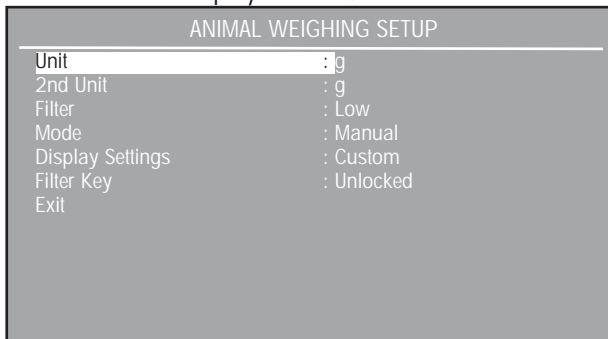 ANIMAL WEIGHING SETUP
Unit : g
2nd Unit : g
Filter : Low
Mode : Manual
Display Settings : Custom
Filter Key : Unlocked
Exit